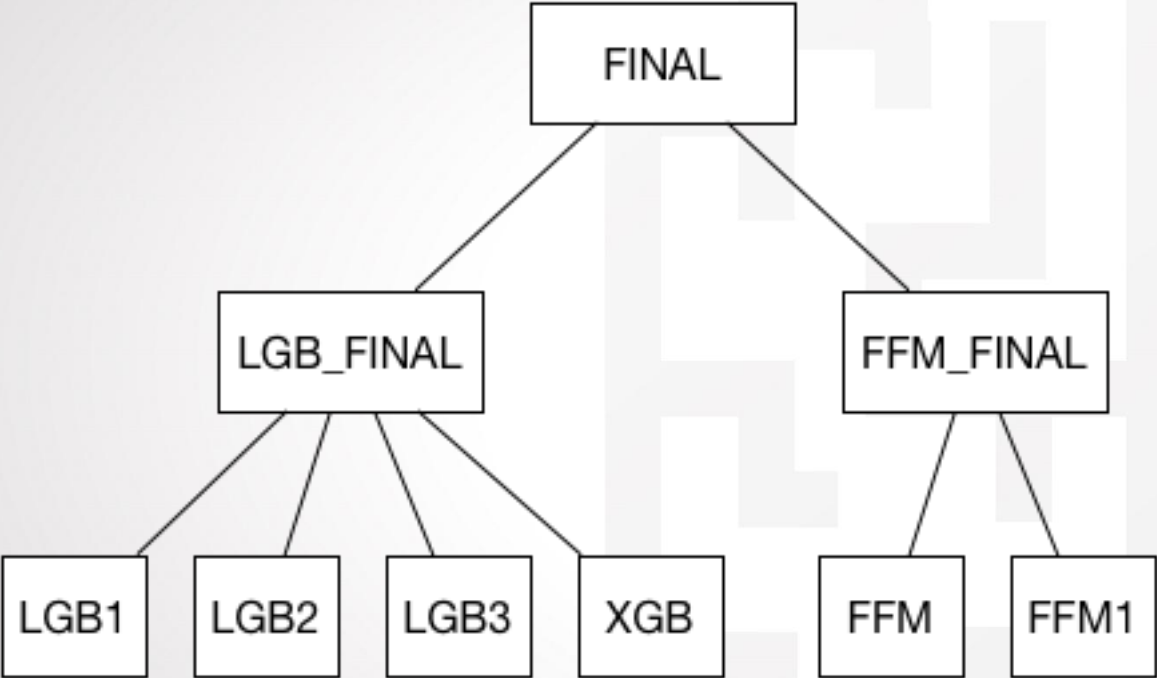 FINAL
LGB_FINAL
FFM_FINAL
LGB1
LGB2
LGB3
XGB
FFM
FFM1